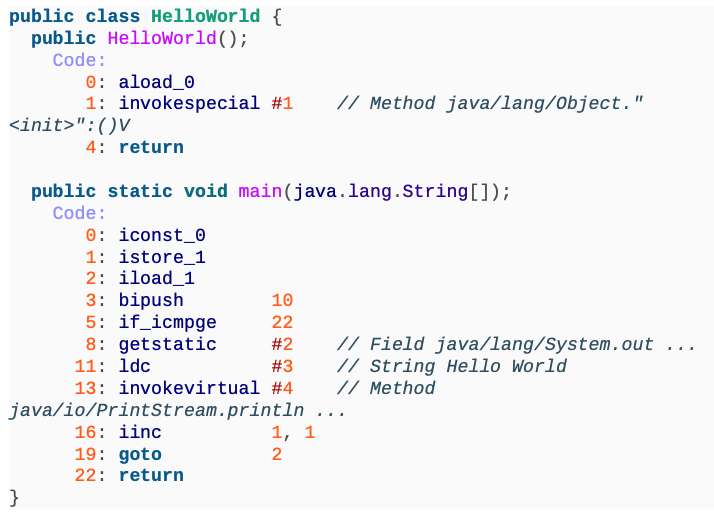 public class HelloWorld {
  public HelloWorld();
    Code:
       0: aload_0
       1: invokespecial #1    // Method java/lang/Object."
<init>":()V
       4: return

  public static void main(java.lang.String[]);
    Code:
       0: iconst_0
       1: istore_1
       2: iload_1
       3: bipush        10
       5: if_icmpge     22
       8: getstatic     #2    // Field java/lang/System.out ...
      11: ldc           #3    // String Hello World
      13: invokevirtual #4    // Method
java/io/PrintStream.println ...
      16: iinc          1, 1
      19: goto          2
      22: return
}